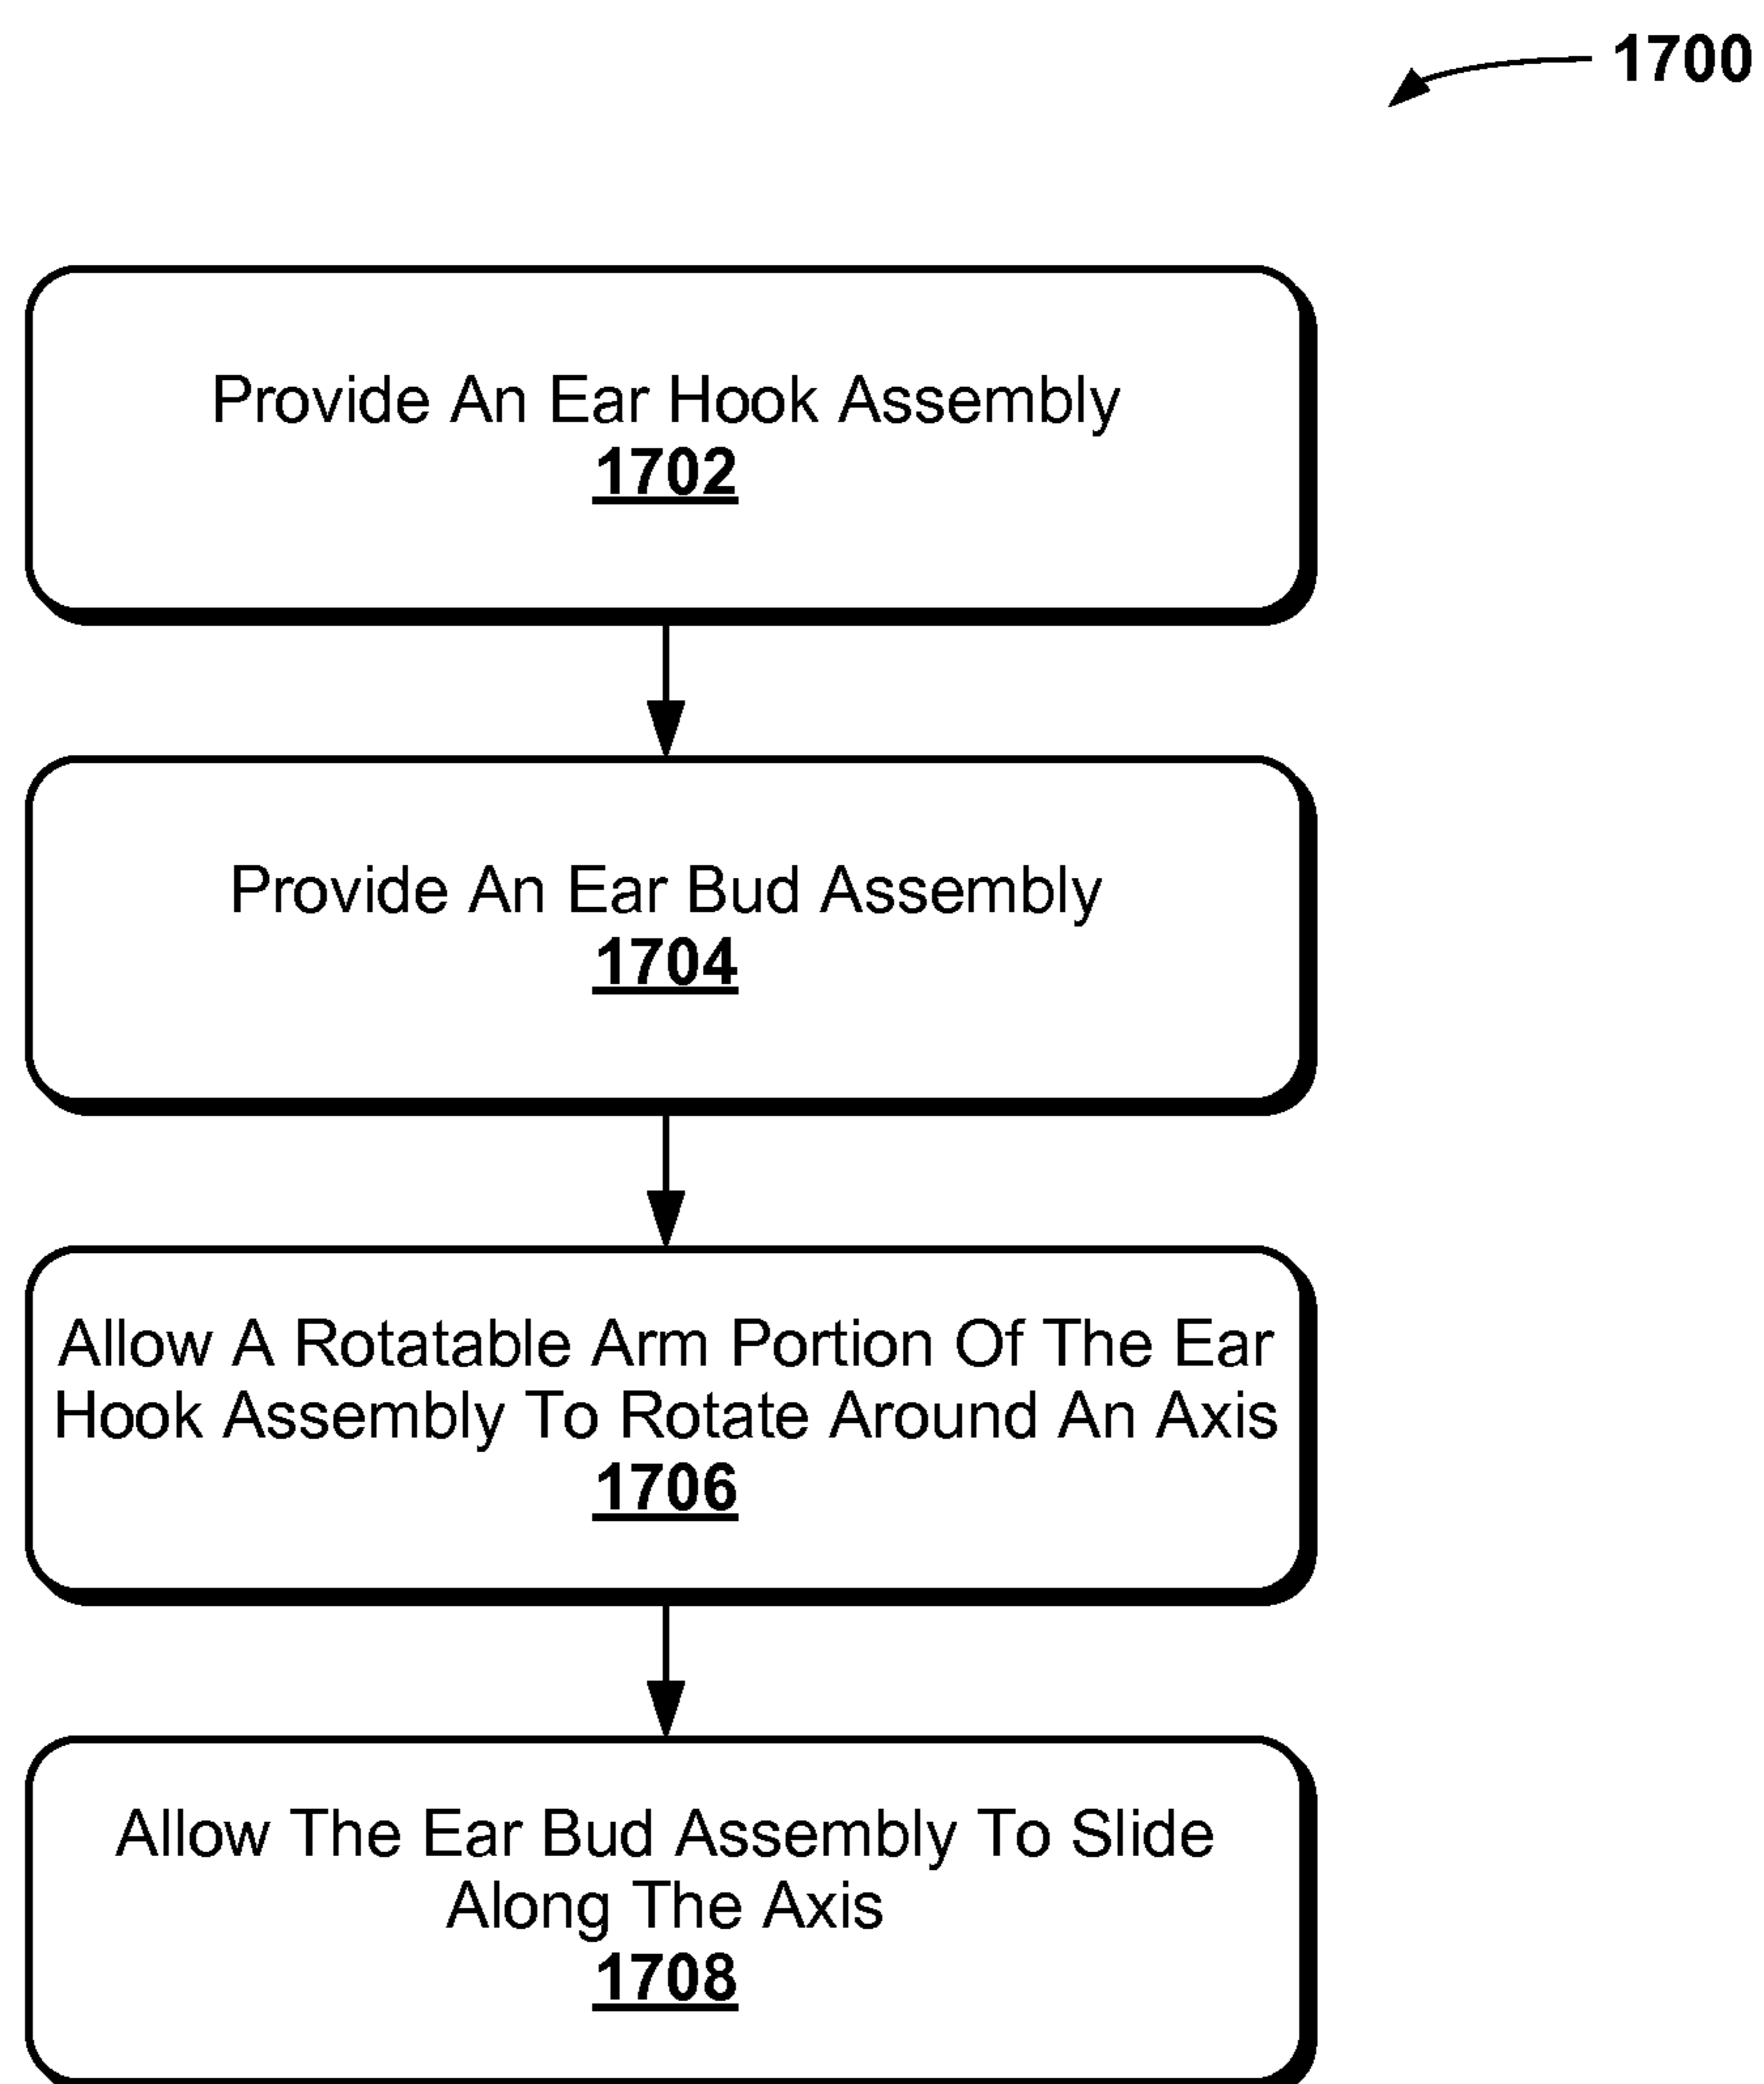 1700
Provide An Ear Hook Assembly
1702
Provide An Ear Bud Assembly
1704
Allow A Rotatable Arm Portion Of The Ear
Hook Assembly To Rotate Around An Axis
1706
Allow The Ear Bud Assembly To Slide
Along The Axis
1708